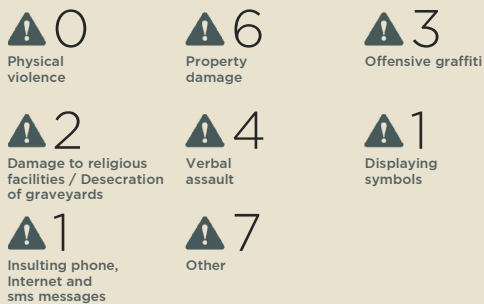 0
Physical
violence
6
Property
damage
3
Offensive graffiti
2
Damage to religious
facilities / Desecration
of graveyards
4
Verbal
assault
1
Displaying
symbols
1
Insulting phone,
Internet and
sms messages
7
Other